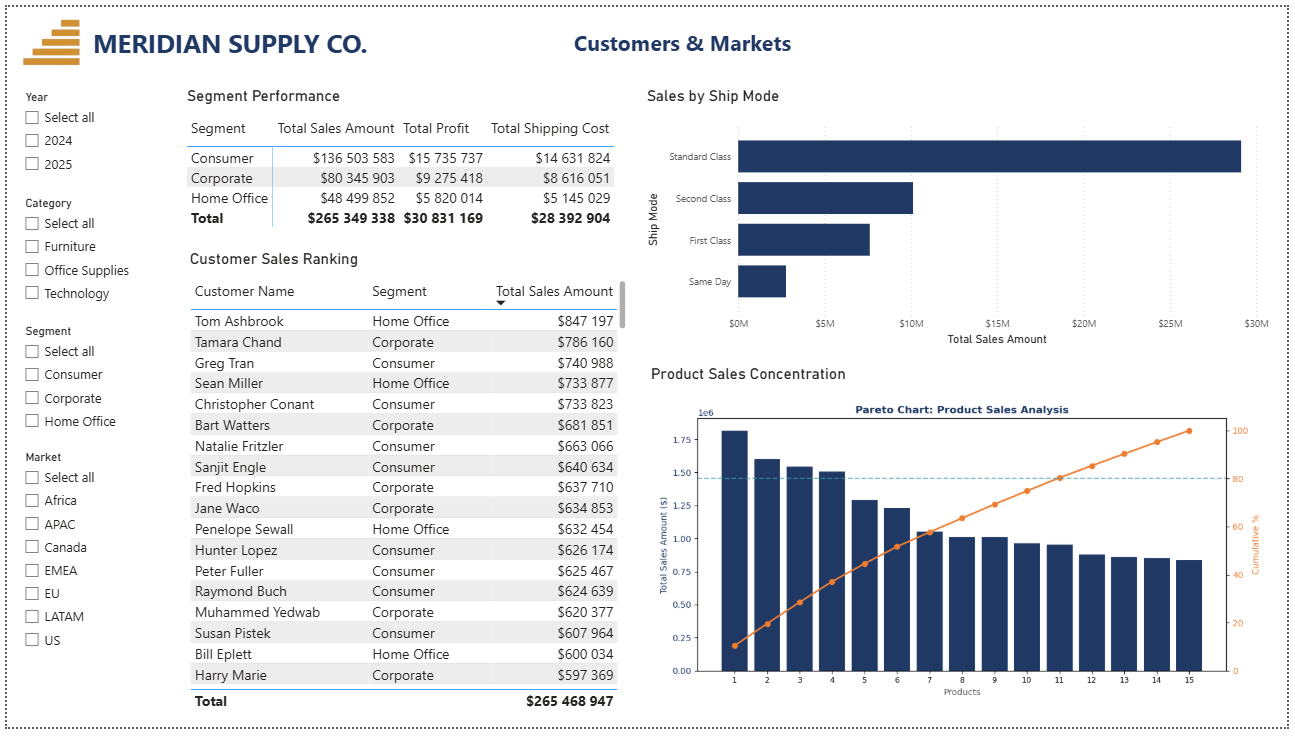 MERIDIAN SUPPLY CO.
Customers & Markets
Year
Select all
2024
2025
Category
Select all
Furniture
Office Supplies
Technology
Segment
Select all
Consumer
Corporate
Home Office
Market
Select all
Africa
APAC
Canada
EMEA
EU
LATAM
US
Segment Performance
Segment Total Sales Amount Total Profit Total Shipping Cost
Consumer $136 503 583 $15 735 737 $14 631 824
Corporate $80 345 903 $9 275 418 $8 616 051
Home Office $48 499 852 $5 820 014 $5 145 029
Total $265 349 338 $30 831 169 $28 392 904
Customer Sales Ranking
Customer Name Segment Total Sales Amount
Tom Ashbrook Home Office $847 197
Tamara Chand Corporate $786 160
Greg Tran Consumer $740 988
Sean Miller Home Office $733 877
Christopher Conant Consumer $733 823
Bart Watters Corporate $681 851
Natalie Fritzler Consumer $663 066
Sanjit Engle Consumer $640 634
Fred Hopkins Corporate $637 710
Jane Waco Corporate $634 853
Penelope Sewall Home Office $632 454
Hunter Lopez Consumer $626 174
Peter Fuller Consumer $625 467
Raymond Buch Consumer $624 639
Muhammed Yedwab Corporate $620 377
Susan Pistek Consumer $607 964
Bill Eplett Home Office $600 034
Harry Marie Corporate $597 369
Total $265 468 947
Sales by Ship Mode
Ship Mode
Standard Class
Second Class
First Class
Same Day
$0M $5M $10M $15M $20M $25M $30M
Total Sales Amount
Product Sales Concentration
Pareto Chart: Product Sales Analysis
1e6
Total Sales Amount ($)
1.75
1.50
1.25
1.00
0.75
0.50
0.25
0.00
100
80
60
40
20
0
Cumulative %
1 2 3 4 5 6 7 8 9 10 11 12 13 14 15
Products